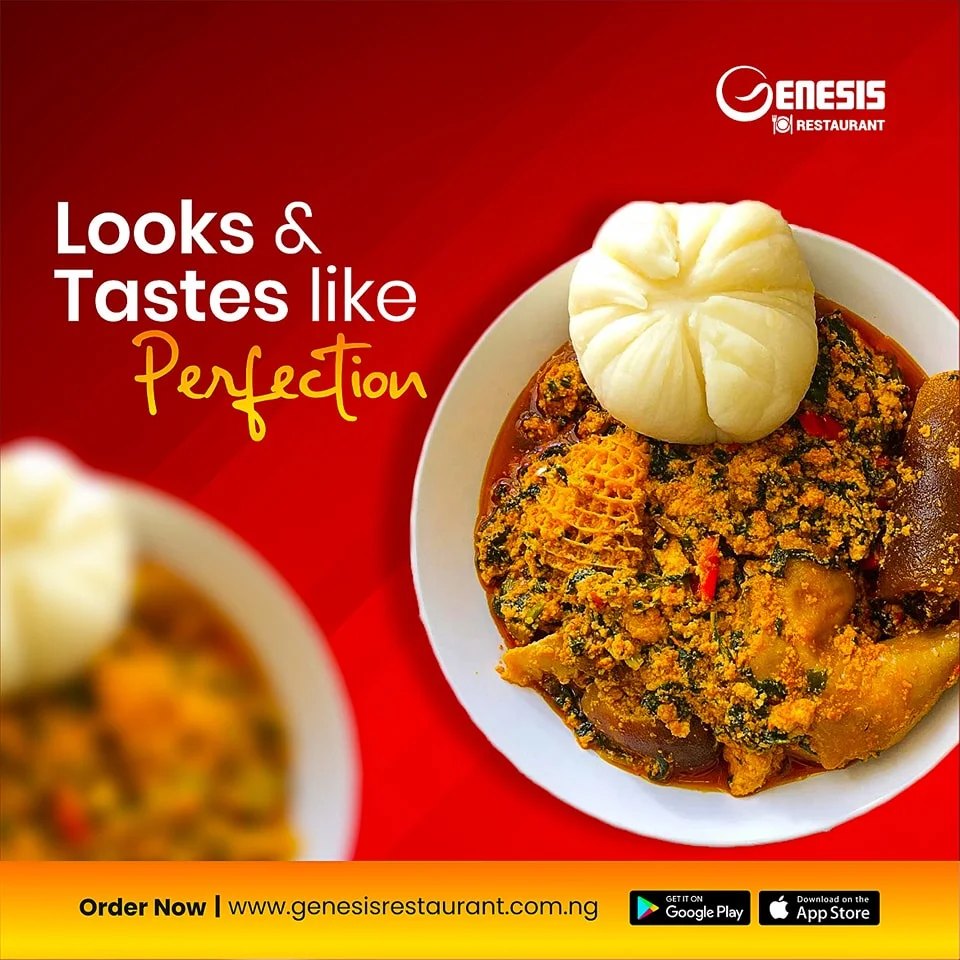 GENESIS
RESTAURANT
Looks &
Tastes like
Perfection
Order Now | www.genesisrestaurant.com.ng
GET IT ON
Google Play
Download on the
App Store